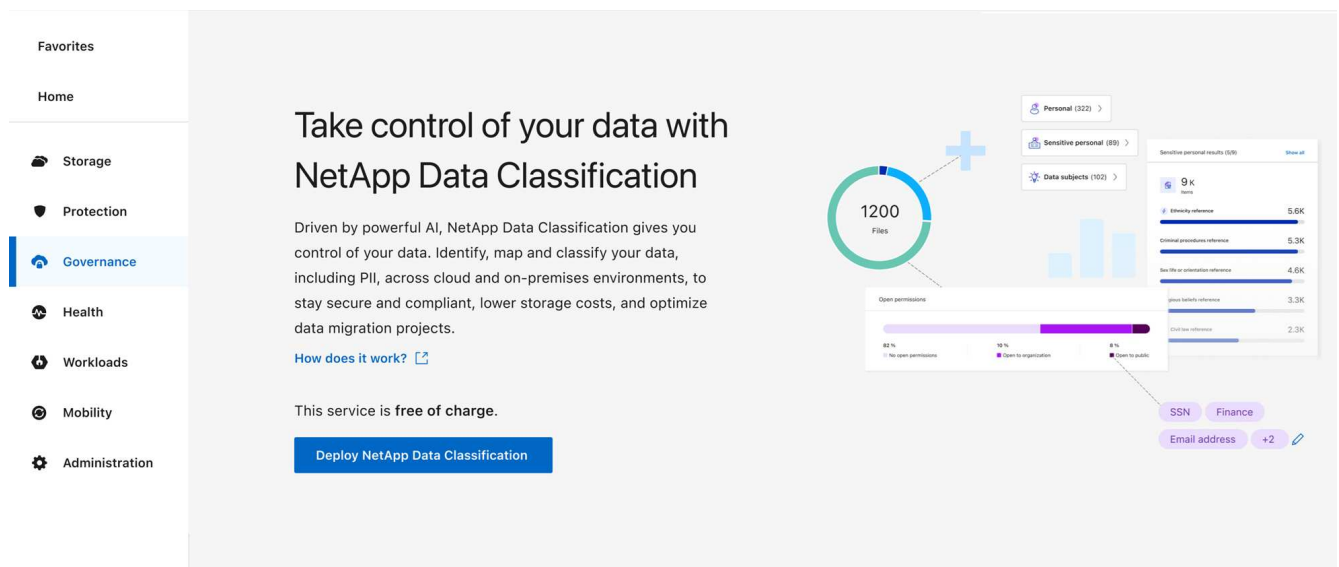 Favorites
Home
Storage
Protection
Governance
Health
Workloads
Mobility
Administration
Take control of your data with
NetApp Data Classification
Driven by powerful AI, NetApp Data Classification gives you
control of your data. Identify, map and classify your data,
including PII, across cloud and on-premises environments, to
stay secure and compliant, lower storage costs, and optimize
data migration projects.
How does it work?
This service is free of charge.
Deploy NetApp Data Classification
1200
Files
Personal (322)
Sensitive personal (89)
Data subjects (102)
Sensitive personal results (5/9) Show all
9 K
Items
Ethnicity reference 5.6K
Criminal procedures reference 5.3K
Sex life or orientation reference 4.6K
beliefs reference 3.3K
Civil law reference 2.3K
Open permissions
82 % 10 % 8 %
No open permissions Open to organization Open to public
SSN Finance
Email address +2